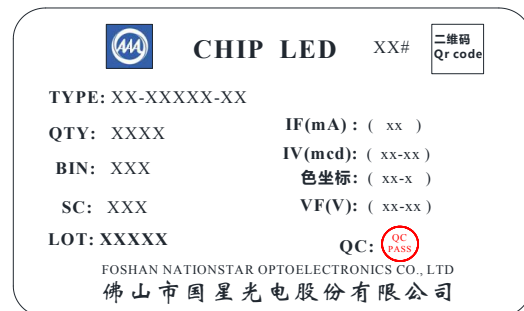 AAA CHIP LED XX# 二维码
Qr code
TYPE: XX-XXXXX-XX
QTY: XXXX
IF(mA) : ( xx )
BIN: XXX
IV(mcd): ( xx-xx )
色坐标: ( xx-x )
SC: XXX
VF(V): ( xx-xx )
LOT: XXXXX
QC: QC
PASS
FOSHAN NATIONSTAR OPTOELECTRONICS CO., LTD
佛山市国星光电股份有限公司